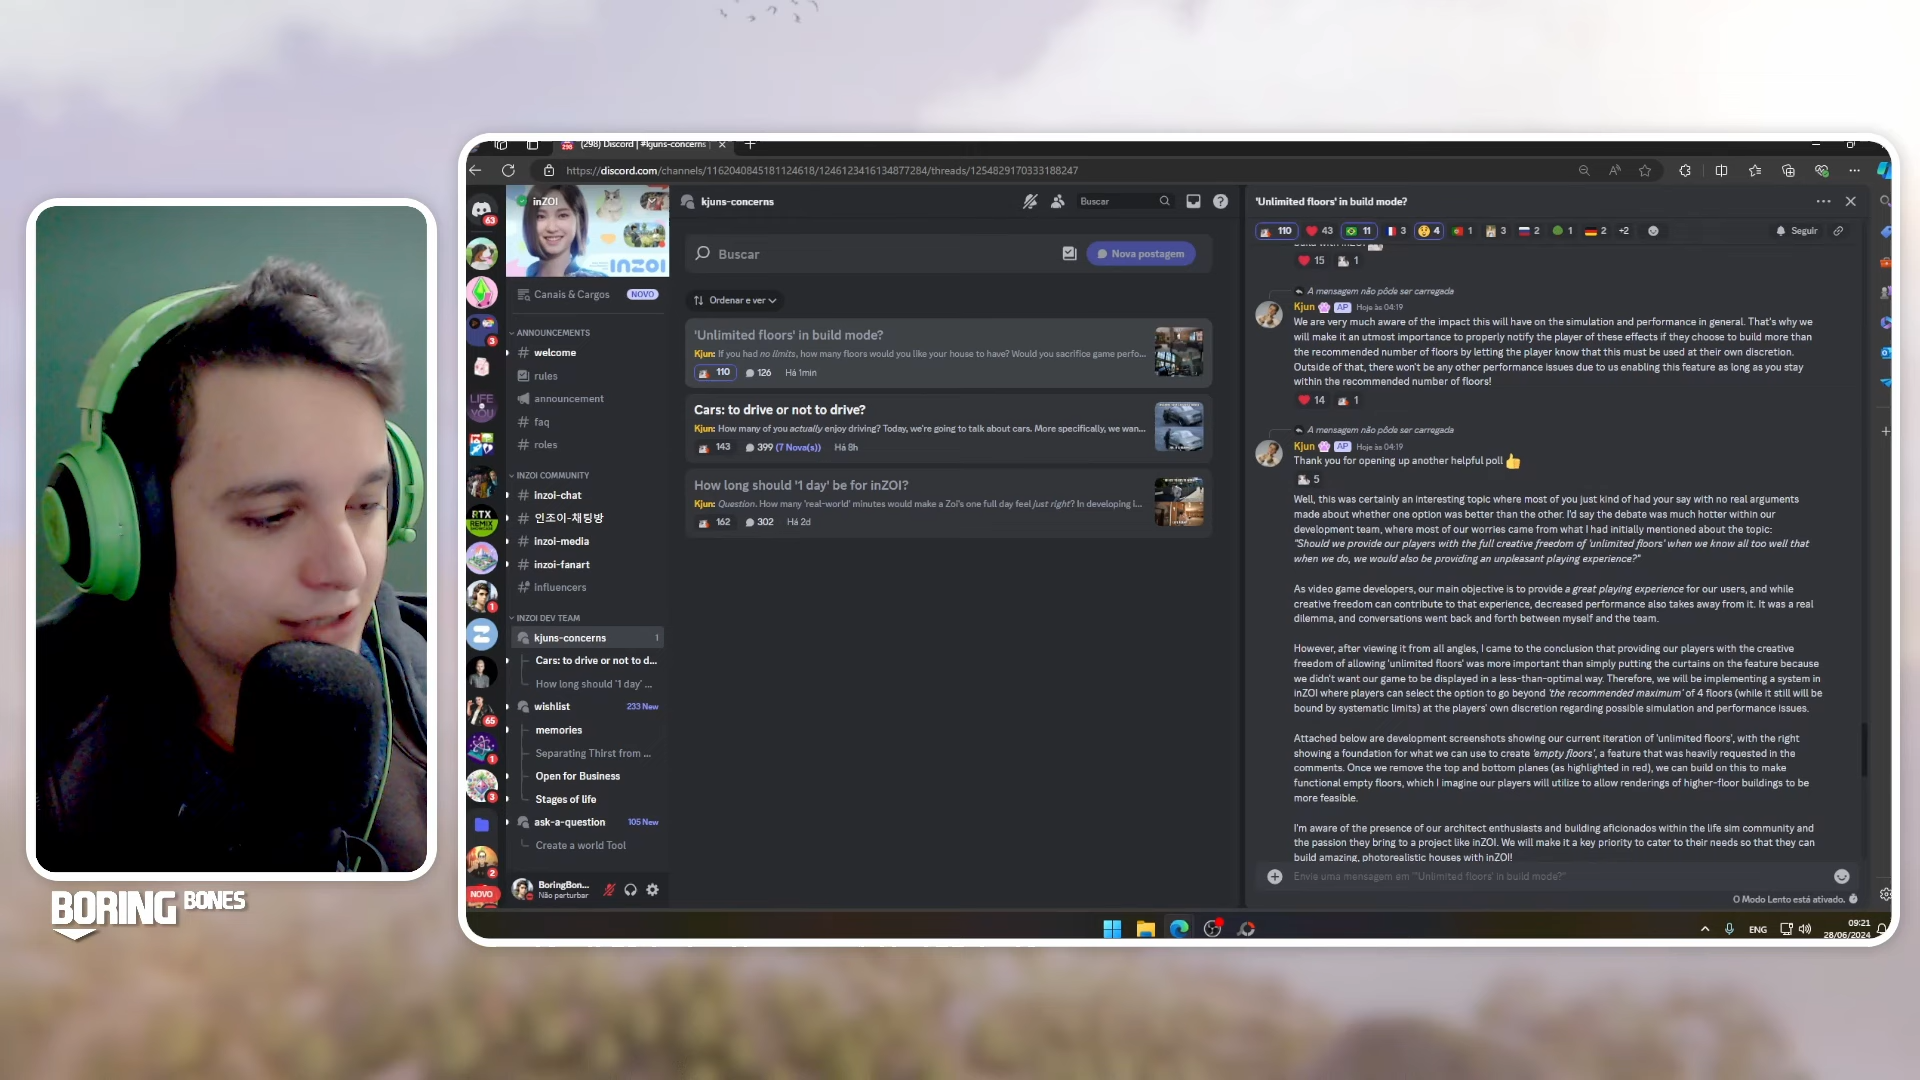 (298) Discord | #kjuns-concerns
https://discord.com/channels/1162040845181124618/1246123416134877284/threads/1254829170333188247
63
3
1
65
1
3
2
NOVO
RTX
REMIX
LIFE
YOU
inZOI
INZOI
Canais & Cargos NOVO
ANNOUNCEMENTS
welcome
rules
announcement
faq
roles
INZOI COMMUNITY
inzoi-chat
인조이-채팅방
inzoi-media
inzoi-fanart
influencers
INZOI DEV TEAM
kjuns-concerns 1
Cars: to drive or not to d...
How long should '1 day' ...
wishlist 233 New
memories
Separating Thirst from ...
Open for Business
Stages of life
ask-a-question 105 New
Create a world Tool
BoringBon...
Não perturbar
kjuns-concerns
Buscar
Buscar
Nova postagem
Ordenar e ver
'Unlimited floors' in build mode?
Kjun: If you had no limits, how many floors would you like your house to have? Would you sacrifice game perfo...
110 126 Há 1min
Cars: to drive or not to drive?
Kjun: How many of you actually enjoy driving? Today, we're going to talk about cars. More specifically, we wan...
143 399 (7 Nova(s)) Há 8h
How long should '1 day' be for inZOI?
Kjun: Question. How many 'real-world' minutes would make a Zoi's one full day feel just right? In developing i...
162 302 Há 2d
'Unlimited floors' in build mode?
110 43 11 3 4 1 3 2 1 2 +2 Seguir
15 1
A mensagem não pôde ser carregada
Kjun AP Hoje às 04:19
We are very much aware of the impact this will have on the simulation and performance in general. That's why we
will make it an utmost importance to properly notify the player of these effects if they choose to build more than
the recommended number of floors by letting the player know that this must be used at their own discretion.
Outside of that, there won't be any other performance issues due to us enabling this feature as long as you stay
within the recommended number of floors!
14 1
A mensagem não pôde ser carregada
Kjun AP Hoje às 04:19
Thank you for opening up another helpful poll
5
Well, this was certainly an interesting topic where most of you just kind of had your say with no real arguments
made about whether one option was better than the other. I'd say the debate was much hotter within our
development team, where most of our worries came from what I had initially mentioned about the topic:
"Should we provide our players with the full creative freedom of 'unlimited floors' when we know all too well that
when we do, we would also be providing an unpleasant playing experience?"
As video game developers, our main objective is to provide a great playing experience for our users, and while
creative freedom can contribute to that experience, decreased performance also takes away from it. It was a real
dilemma, and conversations went back and forth between myself and the team.
However, after viewing it from all angles, I came to the conclusion that providing our players with the creative
freedom of allowing 'unlimited floors' was more important than simply putting the curtains on the feature because
we didn't want our game to be displayed in a less-than-optimal way. Therefore, we will be implementing a system in
inZOI where players can select the option to go beyond 'the recommended maximum' of 4 floors (while it still will be
bound by systematic limits) at the players' own discretion regarding possible simulation and performance issues.
Attached below are development screenshots showing our current iteration of 'unlimited floors', with the right
showing a foundation for what we can use to create 'empty floors', a feature that was heavily requested in the
comments. Once we remove the top and bottom planes (as highlighted in red), we can build on this to make
functional empty floors, which I imagine our players will utilize to allow renderings of higher-floor buildings to be
more feasible.
I'm aware of the presence of our architect enthusiasts and building aficionados within the life sim community and
the passion they bring to a project like inZOI. We will make it a key priority to cater to their needs so that they can
build amazing, photorealistic houses with inZOI!
Envie uma mensagem em "'Unlimited floors' in build mode?"
O Modo Lento está ativado.
ENG
09:21
28/06/2024
BORING BONES